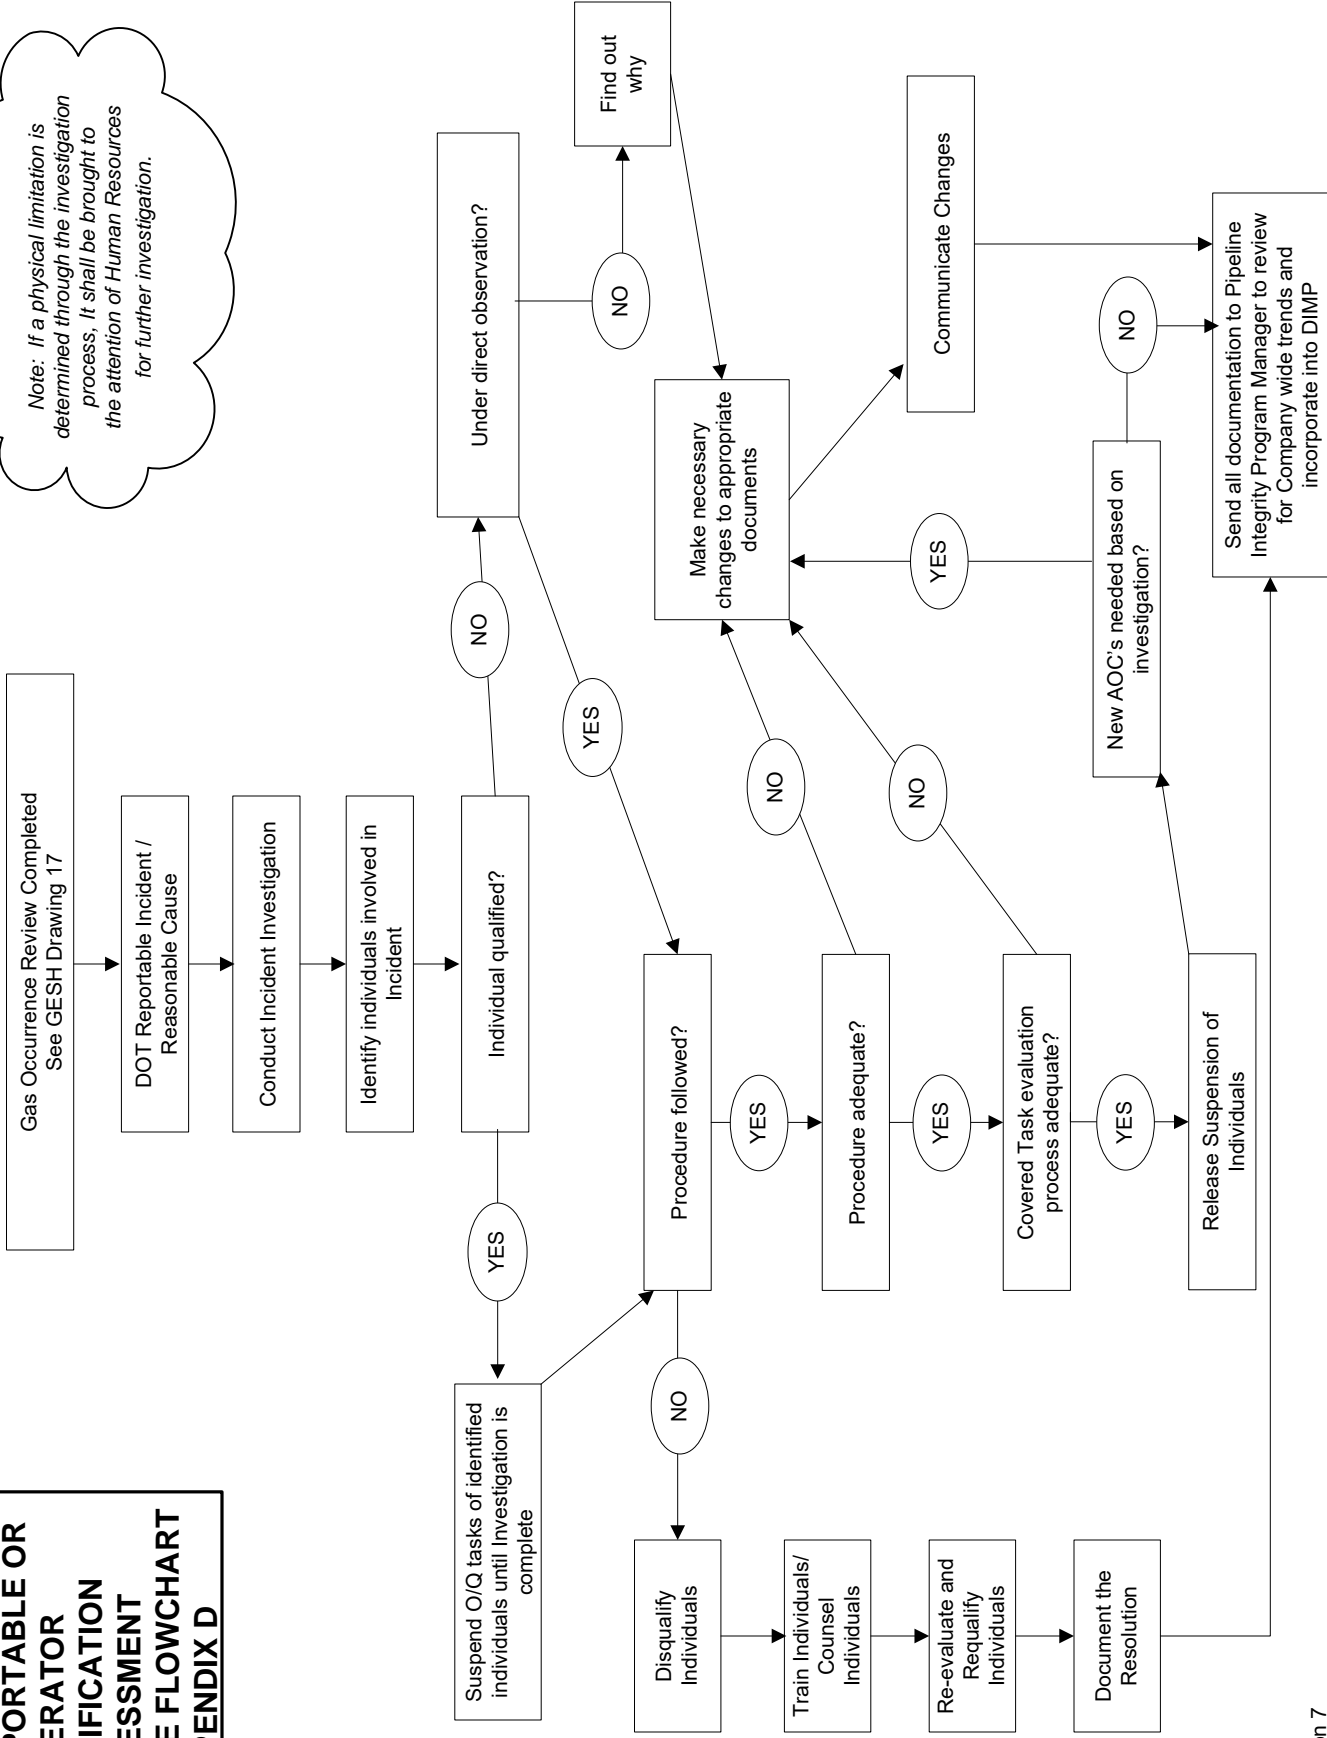 PORTABLE OR
ERATOR
IFICATION
ESSMENT
E FLOWCHART
PENDIX D
Gas Occurrence Review Completed
See GESH Drawing 17
Note: If a physical limitation is
determined through the investigation
process, It shall be brought to
the attention of Human Resources
for further investigation.
DOT Reportable Incident /
Reasonable Cause
Conduct Incident Investigation
Identify individuals involved in
Incident
Individual qualified?
YES
NO
Suspend O/Q tasks of identified
individuals until Investigation is
complete
Under direct observation?
YES
NO
Find out
why
Procedure followed?
NO
YES
Disqualify
Individuals
Train Individuals/
Counsel
Individuals
Re-evaluate and
Requalify
Individuals
Document the
Resolution
Procedure adequate?
NO
YES
Make necessary
changes to appropriate
documents
Covered Task evaluation
process adequate?
NO
YES
Communicate Changes
Release Suspension of
Individuals
New AOC's needed based on
investigation?
YES
NO
Send all documentation to Pipeline
Integrity Program Manager to review
for Company wide trends and
incorporate into DIMP
on 7